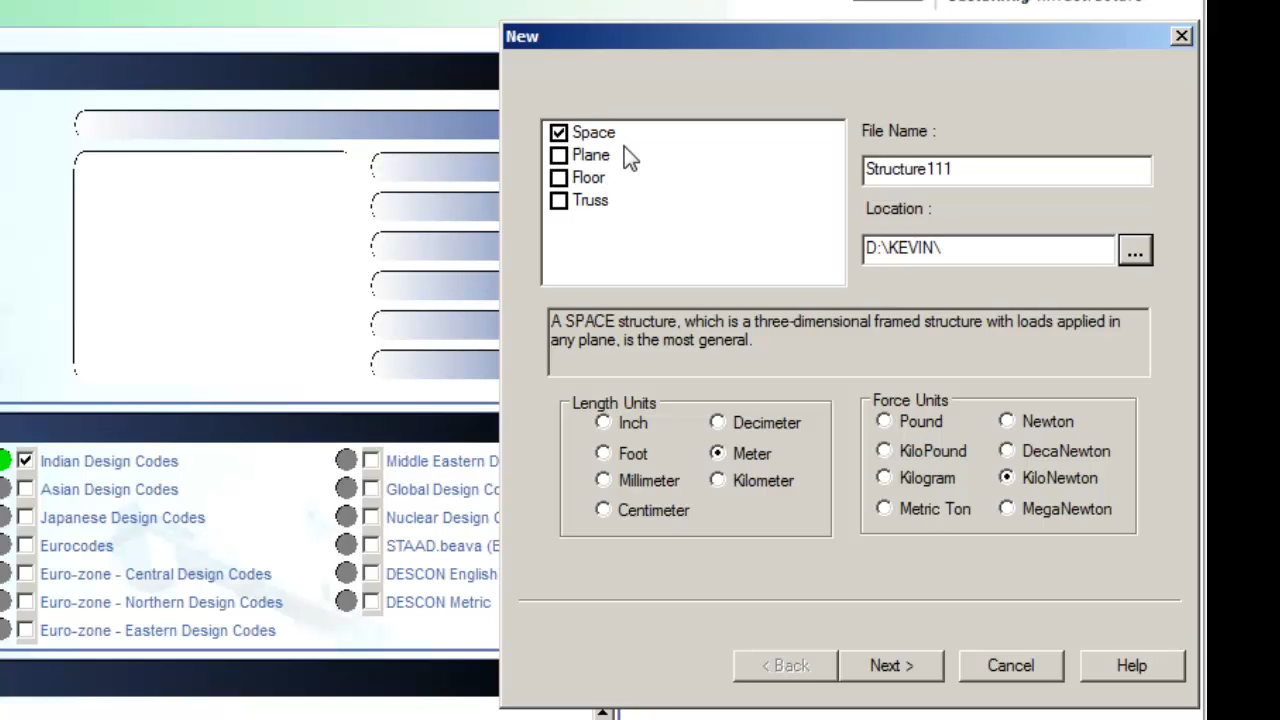 New
Space
Plane
Floor
Truss
File Name :
Structure111
Location :
D:\KEVIN\
...
A SPACE structure, which is a three-dimensional framed structure with loads applied in
any plane, is the most general.
Length Units
Inch
Decimeter
Foot
Meter
Millimeter
Kilometer
Centimeter
Force Units
Pound
Newton
KiloPound
DecaNewton
Kilogram
KiloNewton
Metric Ton
MegaNewton
< Back
Next >
Cancel
Help
Indian Design Codes
Asian Design Codes
Japanese Design Codes
Eurocodes
Euro-zone - Central Design Codes
Euro-zone - Northern Design Codes
Euro-zone - Eastern Design Codes
Middle Eastern D
Global Design Co
Nuclear Design C
STAAD.beava (E
DESCON English
DESCON Metric